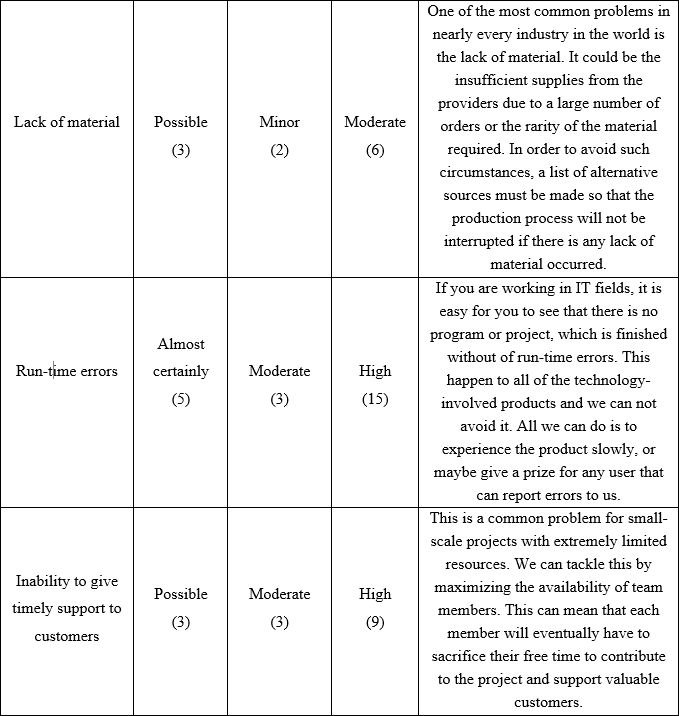 Lack of material
Possible
(3)
Minor
(2)
Moderate
(6)
One of the most common problems in
nearly every industry in the world is
the lack of material. It could be the
insufficient supplies from the
providers due to a large number of
orders or the rarity of the material
required. In order to avoid such
circumstances, a list of alternative
sources must be made so that the
production process will not be
interrupted if there is any lack of
material occurred.
Run-time errors
Almost
certainly
(5)
Moderate
(3)
High
(15)
If you are working in IT fields, it is
easy for you to see that there is no
program or project, which is finished
without of run-time errors. This
happen to all of the technology-
involved products and we can not
avoid it. All we can do is to
experience the product slowly, or
maybe give a prize for any user that
can report errors to us.
Inability to give
timely support to
customers
Possible
(3)
Moderate
(3)
High
(9)
This is a common problem for small-
scale projects with extremely limited
resources. We can tackle this by
maximizing the availability of team
members. This can mean that each
member will eventually have to
sacrifice their free time to contribute
to the project and support valuable
customers.